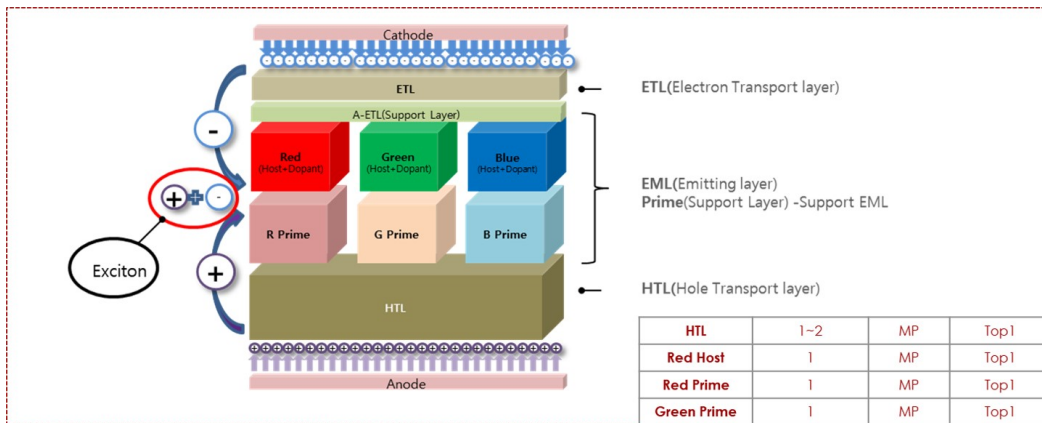 Cathode
ETL
A-ETL(Support Layer)
Red
(Host+Dopant)
Green
(Host+Dopant)
Blue
(Host+Dopant)
R Prime
G Prime
B Prime
HTL
Anode
-
+
+ + -
Exciton
ETL(Electron Transport layer)
EML(Emitting layer)
Prime(Support Layer) -Support EML
HTL(Hole Transport layer)
HTL 1~2 MP Top1
Red Host 1 MP Top1
Red Prime 1 MP Top1
Green Prime 1 MP Top1